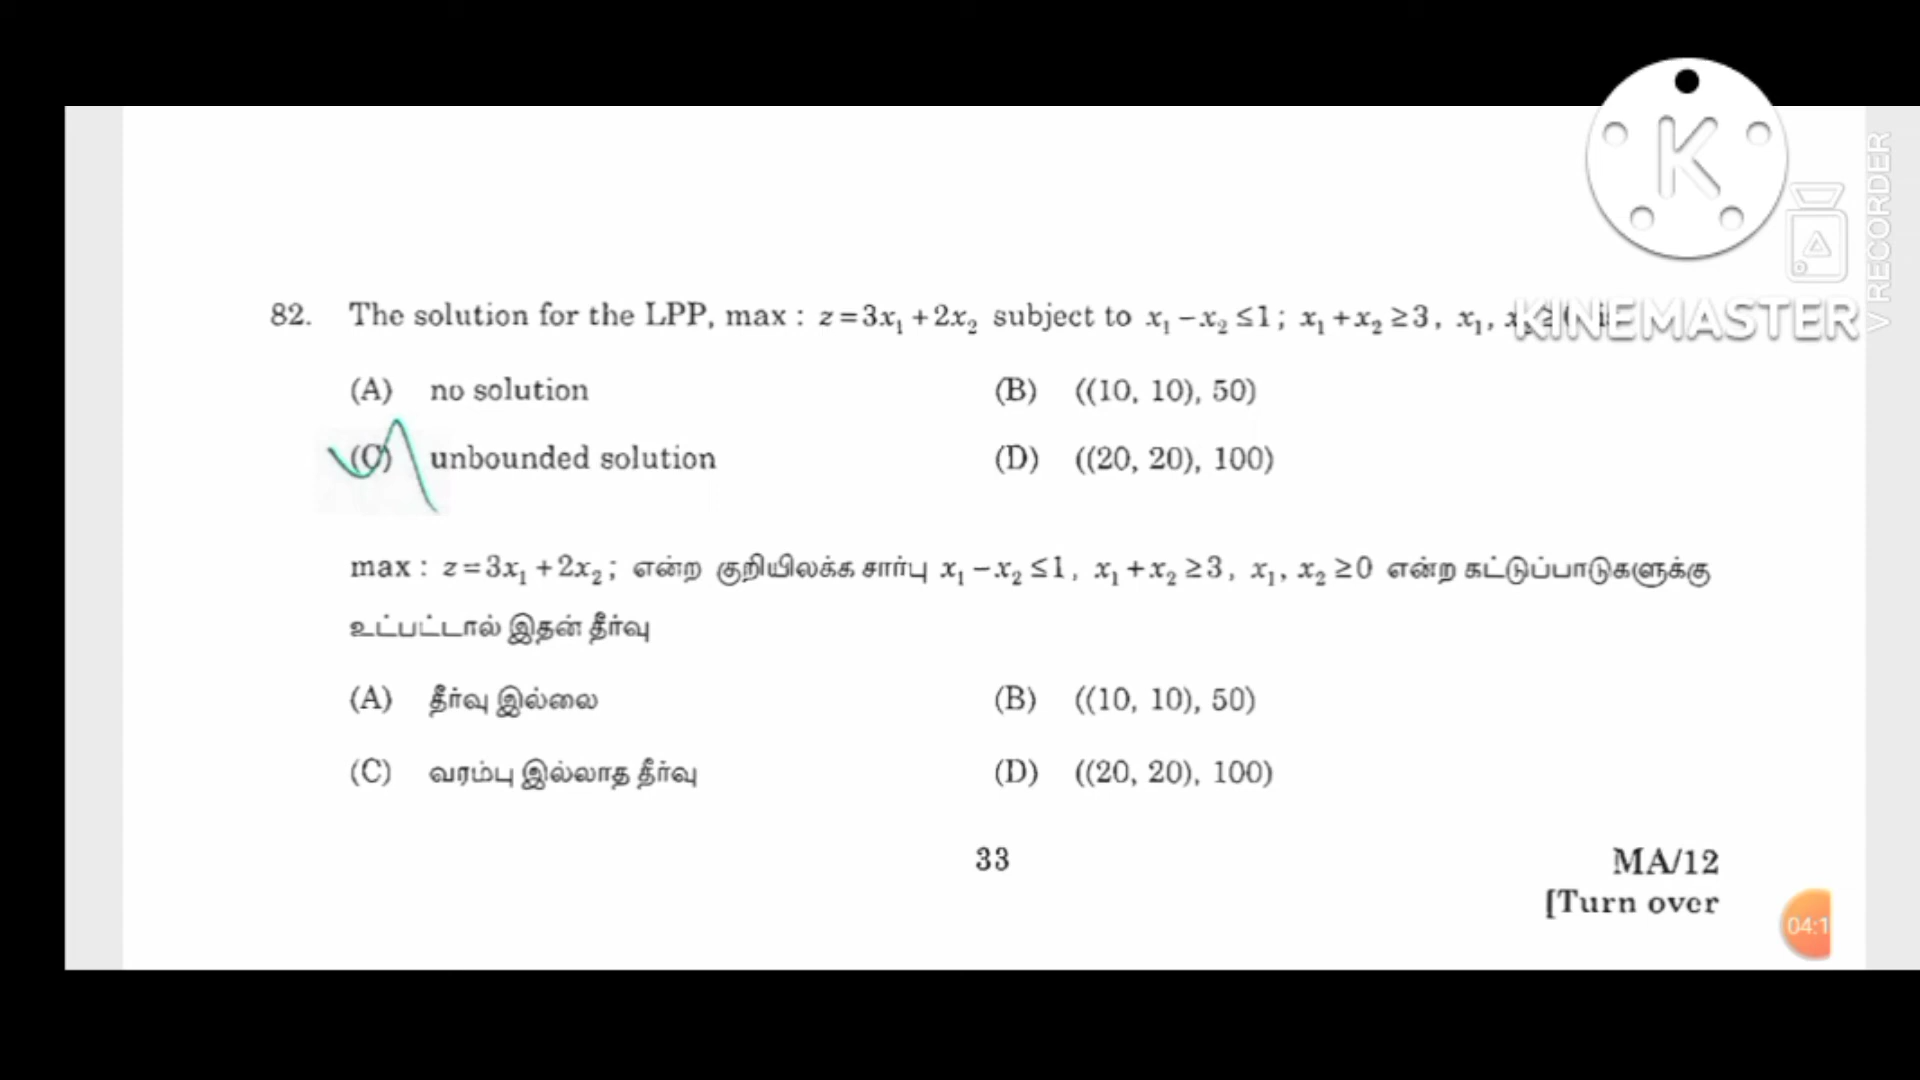 V RECORDER
KINEMASTER
82. The solution for the LPP, max : z=3x₁+2x₂ subject to x₁−x₂≤1; x₁+x₂≥3, x₁,
(A) no solution (B) ((10, 10), 50)
(C) unbounded solution (D) ((20, 20), 100)
max : z=3x₁+2x₂; என்ற குறியிலக்க சார்பு x₁−x₂≤1, x₁+x₂≥3, x₁, x₂≥0 என்ற கட்டுப்பாடுகளுக்கு
உட்பட்டால் இதன் தீர்வு
(A) தீர்வு இல்லை (B) ((10, 10), 50)
(C) வரம்பு இல்லாத தீர்வு (D) ((20, 20), 100)
33 MA/12
[Turn over
04:1